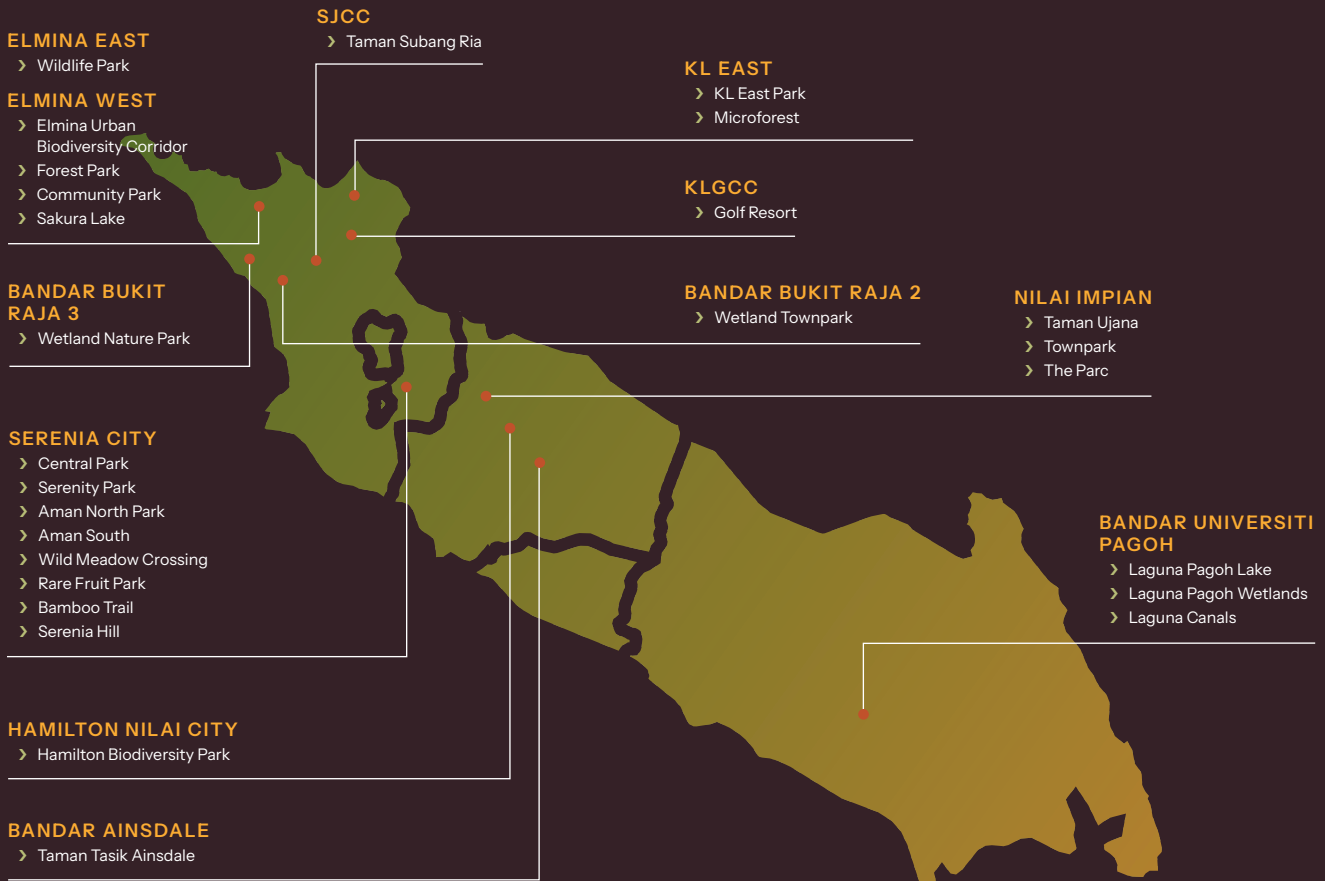 SJCC
Taman Subang Ria
ELMINA EAST
Wildlife Park
ELMINA WEST
Elmina Urban
Biodiversity Corridor
Forest Park
Community Park
Sakura Lake
KL EAST
KL East Park
Microforest
KLGCC
Golf Resort
BANDAR BUKIT
RAJA 3
Wetland Nature Park
BANDAR BUKIT RAJA 2
Wetland Townpark
NILAI IMPIAN
Taman Ujana
Townpark
The Parc
SERENIA CITY
Central Park
Serenity Park
Aman North Park
Aman South
Wild Meadow Crossing
Rare Fruit Park
Bamboo Trail
Serenia Hill
BANDAR UNIVERSITI
PAGOH
Laguna Pagoh Lake
Laguna Pagoh Wetlands
Laguna Canals
HAMILTON NILAI CITY
Hamilton Biodiversity Park
BANDAR AINSDALE
Taman Tasik Ainsdale